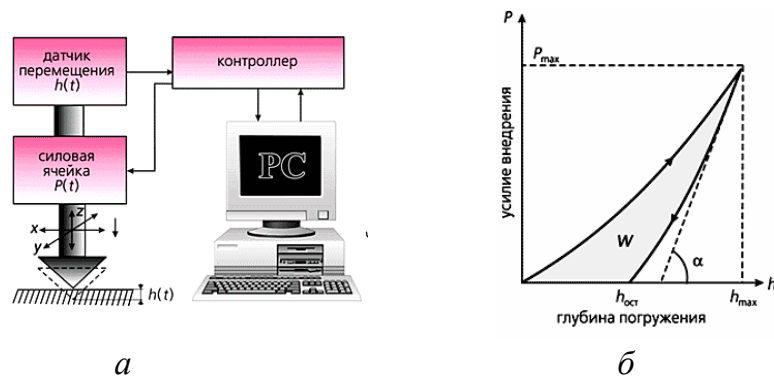 датчик
перемещения
h(t)
контроллер
силовая
ячейка
P(t)
PC
z
x
y
h(t)
а
P
Pmax
усилие внедрения
W
α
hост
hmax
h
глубина погружения
б